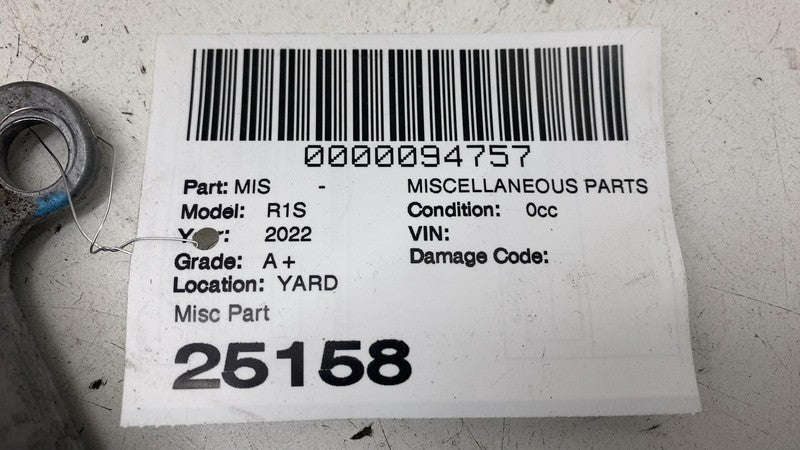 0000094757
Part: MIS - MISCELLANEOUS PARTS
Model: R1S Condition: 0cc
Year: 2022 VIN:
Grade: A+ Damage Code:
Location: YARD
Misc Part
25158